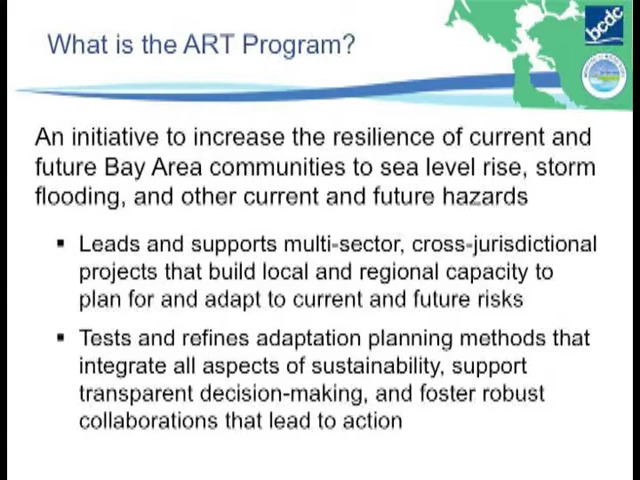 What is the ART Program?
bcdc
An initiative to increase the resilience of current and
future Bay Area communities to sea level rise, storm
flooding, and other current and future hazards
▪ Leads and supports multi-sector, cross-jurisdictional
projects that build local and regional capacity to
plan for and adapt to current and future risks
▪ Tests and refines adaptation planning methods that
integrate all aspects of sustainability, support
transparent decision-making, and foster robust
collaborations that lead to action